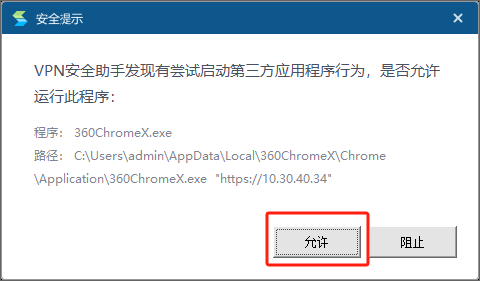 安全提示
VPN安全助手发现有尝试启动第三方应用程序行为，是否允许
运行此程序：
程序： 360ChromeX.exe
路径： C:\Users\admin\AppData\Local\360ChromeX\Chrome
\Application\360ChromeX.exe "https://10.30.40.34"
允许
阻止